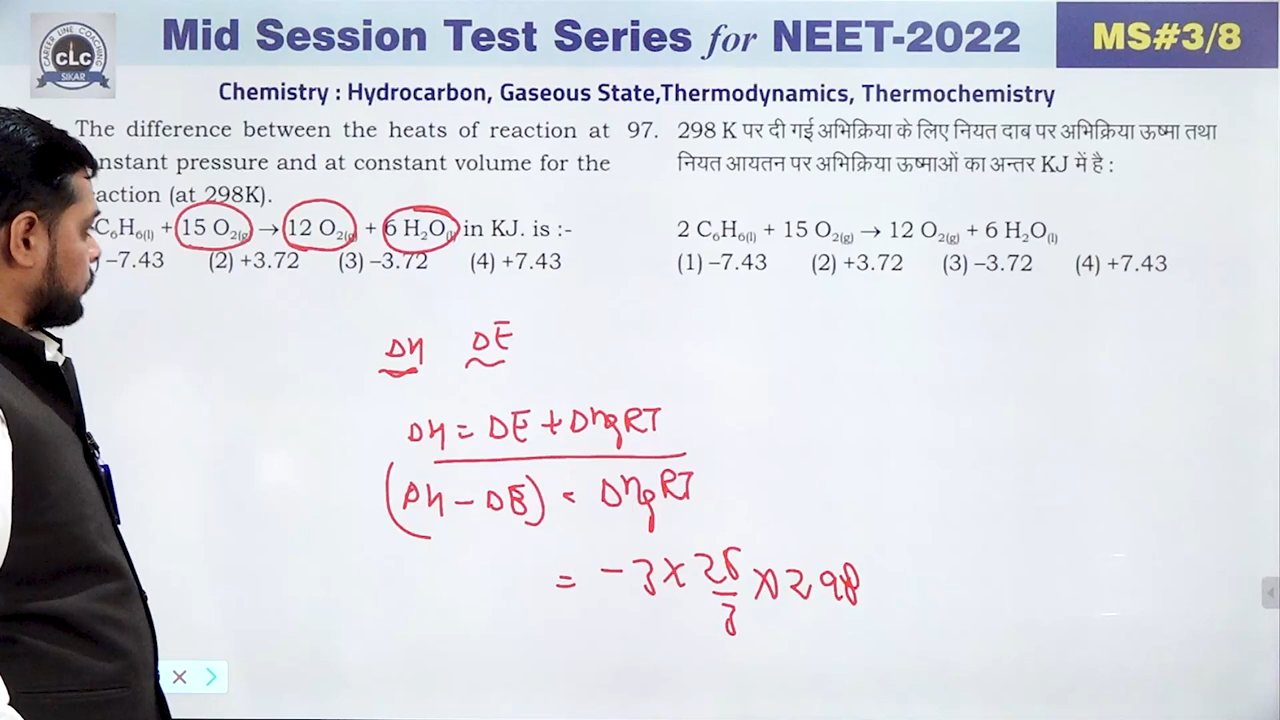 CAREER LINE COACHING
CLC
SIKAR
Mid Session Test Series for NEET-2022
MS#3/8
Chemistry : Hydrocarbon, Gaseous State,Thermodynamics, Thermochemistry
The difference between the heats of reaction at
nstant pressure and at constant volume for the
action (at 298K).
C₆H₆(l) + 15 O₂(g) → 12 O₂(g) + 6 H₂O(l) in KJ. is :-
) –7.43 (2) +3.72 (3) –3.72 (4) +7.43
97. 298 K पर दी गई अभिक्रिया के लिए नियत दाब पर अभिक्रिया ऊष्मा तथा
नियत आयतन पर अभिक्रिया ऊष्माओं का अन्तर KJ में है :
2 C₆H₆(l) + 15 O₂(g) → 12 O₂(g) + 6 H₂O(l)
(1) –7.43 (2) +3.72 (3) –3.72 (4) +7.43
ΔH ΔE
ΔH = ΔE + ΔngRT
(ΔH – ΔE) = ΔngRT
= – 3 × 25/3 × 298